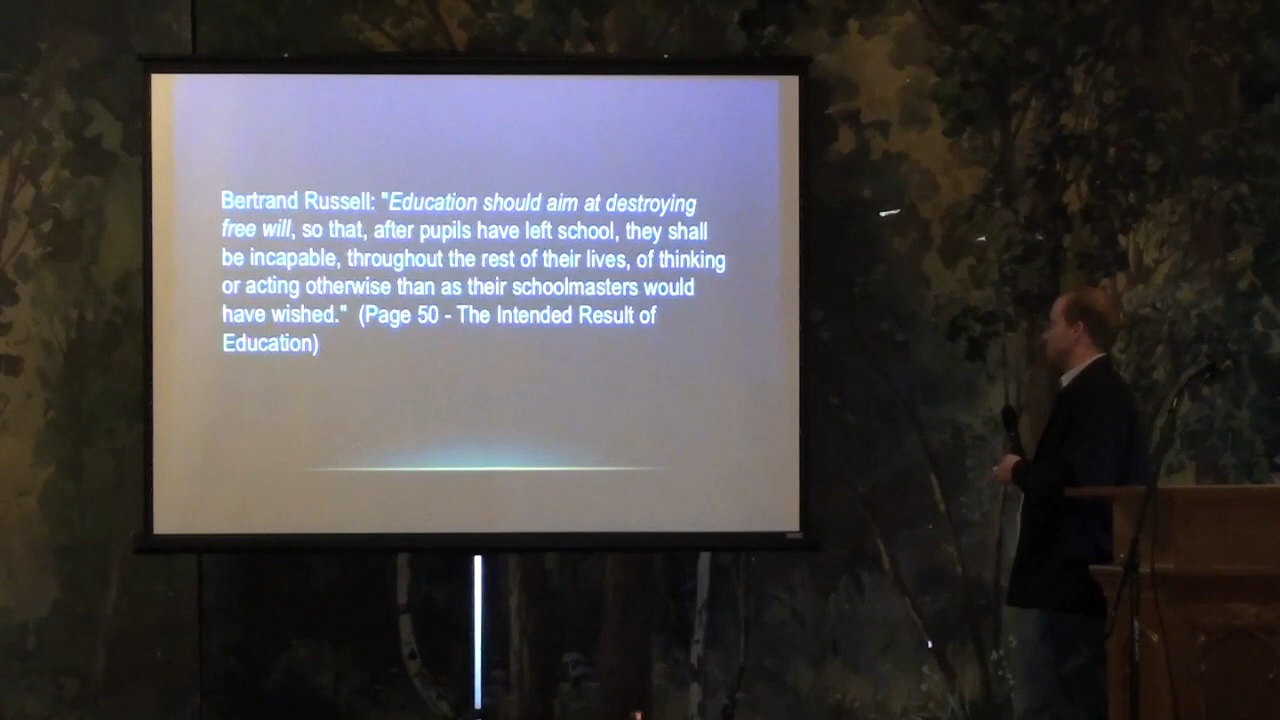 Bertrand Russell: "Education should aim at destroying
free will, so that, after pupils have left school, they shall
be incapable, throughout the rest of their lives, of thinking
or acting otherwise than as their schoolmasters would
have wished."  (Page 50 - The Intended Result of
Education)